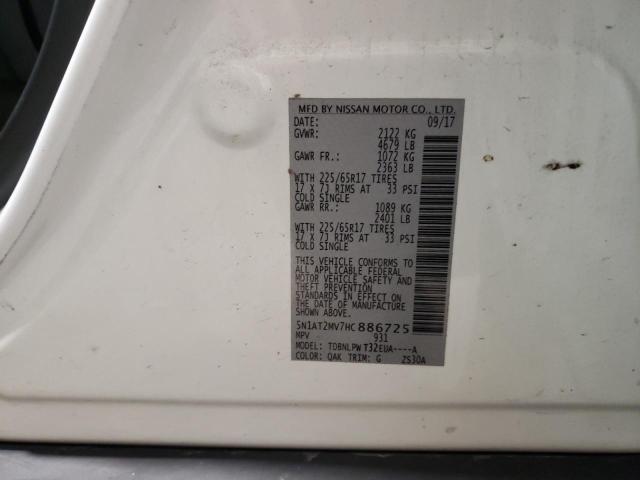 MFD BY NISSAN MOTOR CO., LTD.
DATE: 09/17
GVWR: 2122 KG
4679 LB
GAWR FR.: 1072 KG
2363 LB
WITH 225/65R17 TIRES
17 X 7J RIMS AT 33 PSI
COLD SINGLE
GAWR RR.: 1089 KG
2401 LB
WITH 225/65R17 TIRES
17 X 7J RIMS AT 33 PSI
COLD SINGLE
THIS VEHICLE CONFORMS TO
ALL APPLICABLE FEDERAL
MOTOR VEHICLE SAFETY AND
THEFT PREVENTION
STANDARDS IN EFFECT ON
THE DATE OF MANUFACTURE
SHOWN ABOVE.
5N1AT2MV7HC886725
MPV 931
MODEL: TDBNLPW T32EUA----A
COLOR: QAK TRIM: G ZS30A